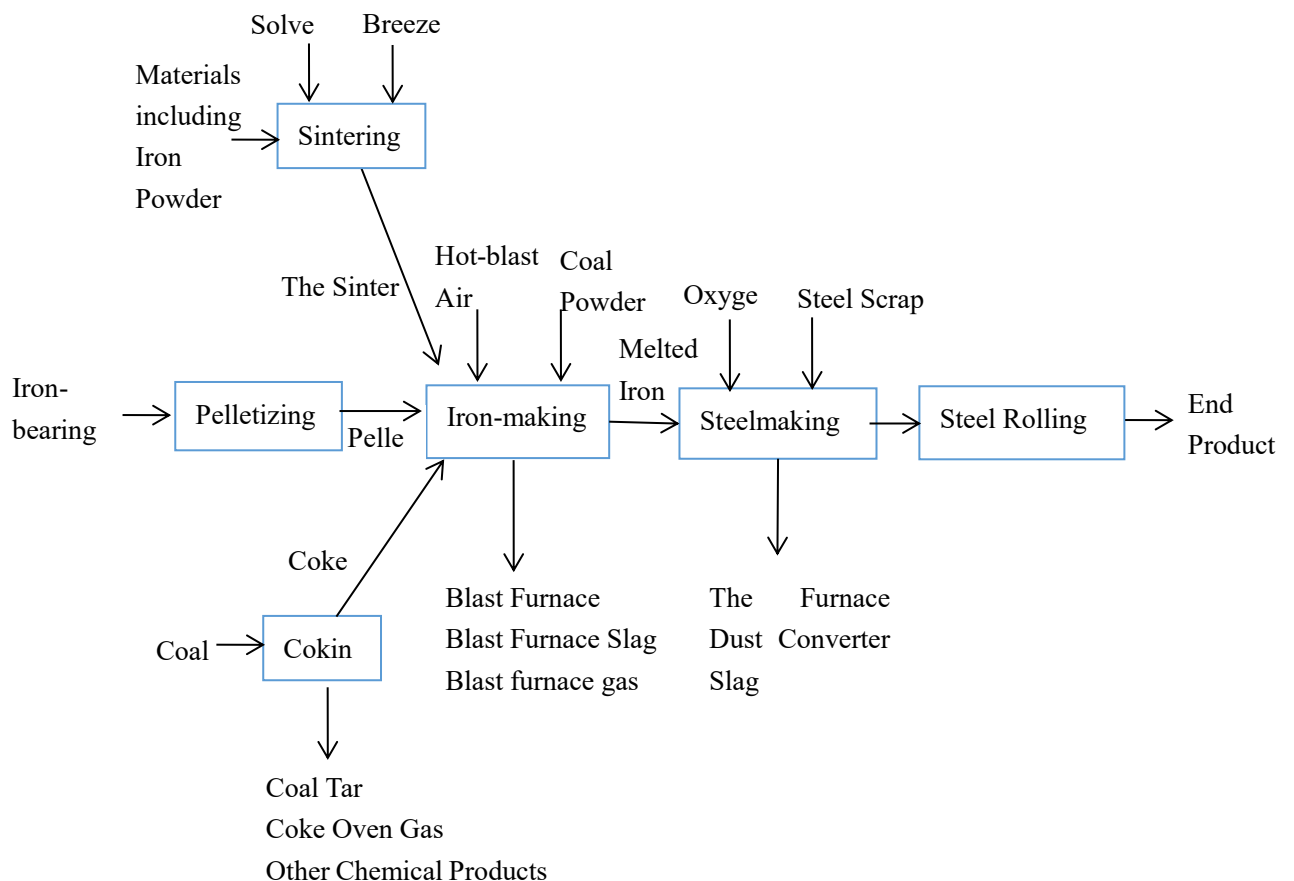 Solve
Breeze
Materials
including
Iron
Powder
Sintering
The Sinter
Hot-blast
Air
Coal
Powder
Melted
Iron
Oxyge
Steel Scrap
Iron-
bearing
Pelletizing
Pelle
Iron-making
Steelmaking
Steel Rolling
End
Product
Coke
Coal
Cokin
Blast Furnace
Blast Furnace Slag
Blast furnace gas
The Furnace
Dust Converter
Slag
Coal Tar
Coke Oven Gas
Other Chemical Products